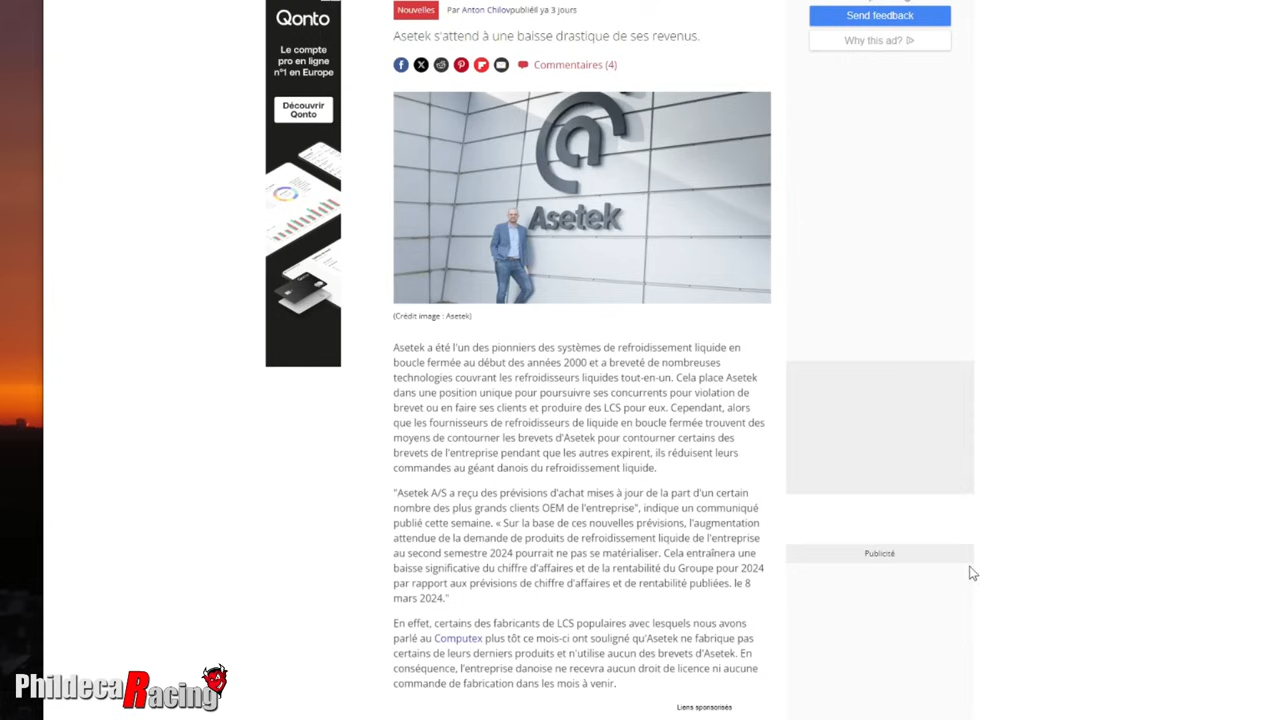 Qonto
Le compte
pro en ligne
n°1 en Europe
Découvrir
Qonto
Nouvelles
Par Anton Chilovpubliéil ya 3 jours
Asetek s'attend à une baisse drastique de ses revenus.
Commentaires (4)
Asetek
(Crédit image : Asetek)
Asetek a été l'un des pionniers des systèmes de refroidissement liquide en
boucle fermée au début des années 2000 et a breveté de nombreuses
technologies couvrant les refroidisseurs liquides tout-en-un. Cela place Asetek
dans une position unique pour poursuivre ses concurrents pour violation de
brevet ou en faire ses clients et produire des LCS pour eux. Cependant, alors
que les fournisseurs de refroidisseurs de liquide en boucle fermée trouvent des
moyens de contourner les brevets d'Asetek pour contourner certains des
brevets de l'entreprise pendant que les autres expirent, ils réduisent leurs
commandes au géant danois du refroidissement liquide.
"Asetek A/S a reçu des prévisions d'achat mises à jour de la part d'un certain
nombre des plus grands clients OEM de l'entreprise", indique un communiqué
publié cette semaine. « Sur la base de ces nouvelles prévisions, l'augmentation
attendue de la demande de produits de refroidissement liquide de l'entreprise
au second semestre 2024 pourrait ne pas se matérialiser. Cela entraînera une
baisse significative du chiffre d'affaires et de la rentabilité du Groupe pour 2024
par rapport aux prévisions de chiffre d'affaires et de rentabilité publiées. le 8
mars 2024."
En effet, certains des fabricants de LCS populaires avec lesquels nous avons
parlé au Computex plus tôt ce mois-ci ont souligné qu'Asetek ne fabrique pas
certains de leurs derniers produits et n'utilise aucun des brevets d'Asetek. En
conséquence, l'entreprise danoise ne recevra aucun droit de licence ni aucune
commande de fabrication dans les mois à venir.
Liens sponsorisés
Send feedback
Why this ad?
Publicité
Phildeca Racing